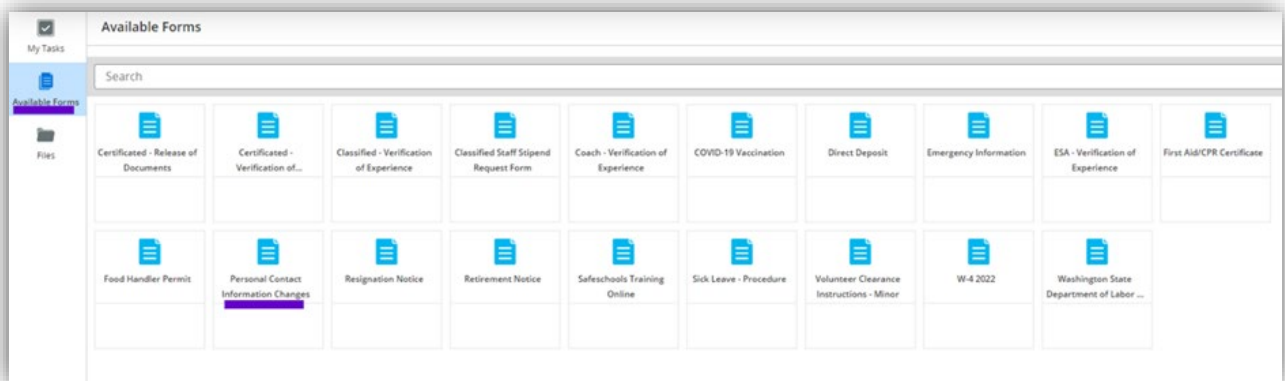 Available Forms
My Tasks
Search
Available Forms
Files
Certificated - Release of
Documents
Certificated -
Verification of...
Classified - Verification
of Experience
Classified Staff Stipend
Request Form
Coach - Verification of
Experience
COVID-19 Vaccination
Direct Deposit
Emergency Information
ESA - Verification of
Experience
First Aid/CPR Certificate
Food Handler Permit
Personal Contact
Information Changes
Resignation Notice
Retirement Notice
Safeschools Training
Online
Sick Leave - Procedure
Volunteer Clearance
Instructions - Minor
W-4 2022
Washington State
Department of Labor ...